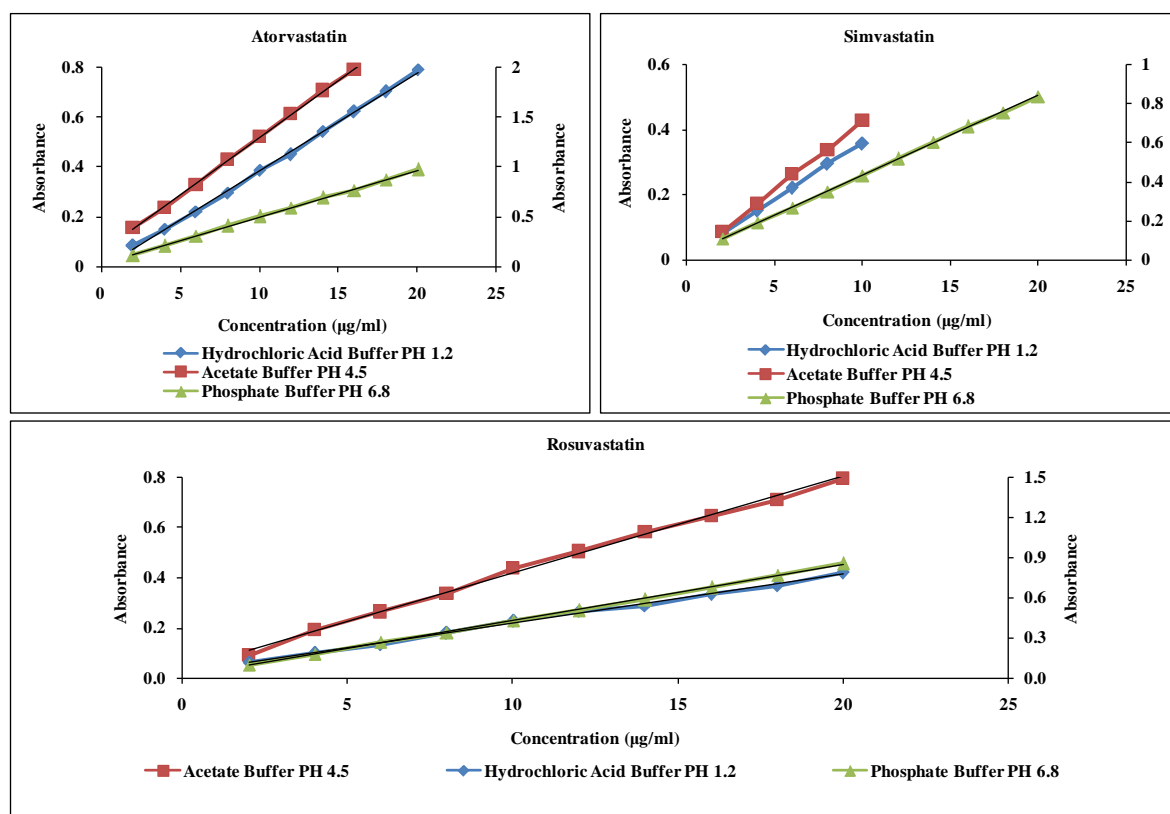 Atorvastatin
0.8
0.6
0.4
0.2
0
2
1.5
1
0.5
0
Absorbance
Absorbance
0 5 10 15 20 25
Concentration (µg/ml)
Hydrochloric Acid Buffer PH 1.2
Acetate Buffer PH 4.5
Phosphate Buffer PH 6.8
Simvastatin
0.6
0.4
0.2
0
1
0.8
0.6
0.4
0.2
0
Absorbance
Absorbance
0 5 10 15 20 25
Concentration (µg/ml)
Hydrochloric Acid Buffer PH 1.2
Acetate Buffer PH 4.5
Phosphate Buffer PH 6.8
Rosuvastatin
0.8
0.6
0.4
0.2
0.0
1.5
1.2
0.9
0.6
0.3
0.0
Absorbance
Absorbance
0 5 10 15 20 25
Concentration (µg/ml)
Acetate Buffer PH 4.5 Hydrochloric Acid Buffer PH 1.2 Phosphate Buffer PH 6.8